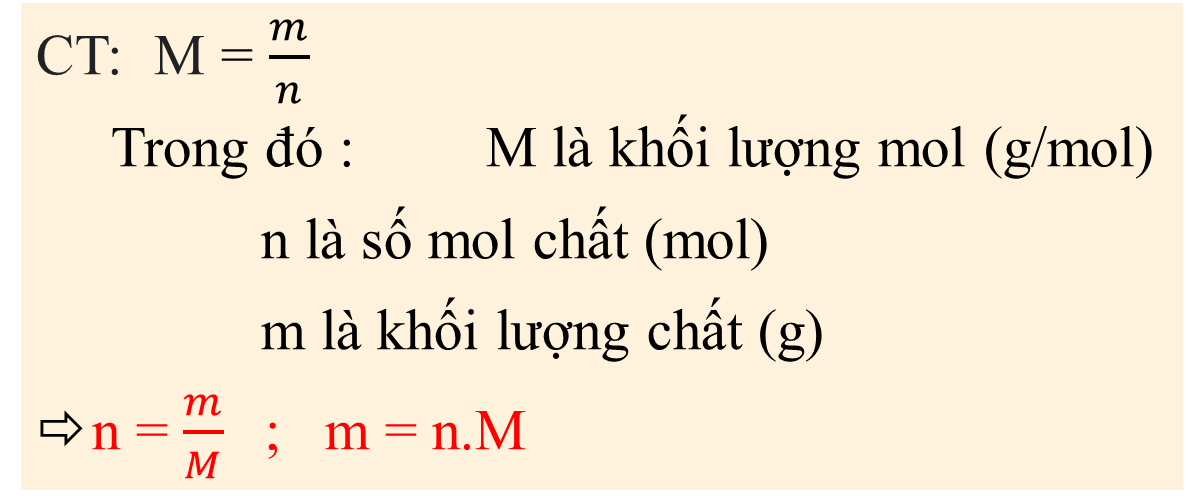 CT: M = m/n
Trong đó : M là khối lượng mol (g/mol)
n là số mol chất (mol)
m là khối lượng chất (g)
⇨ n = m/M ; m = n.M